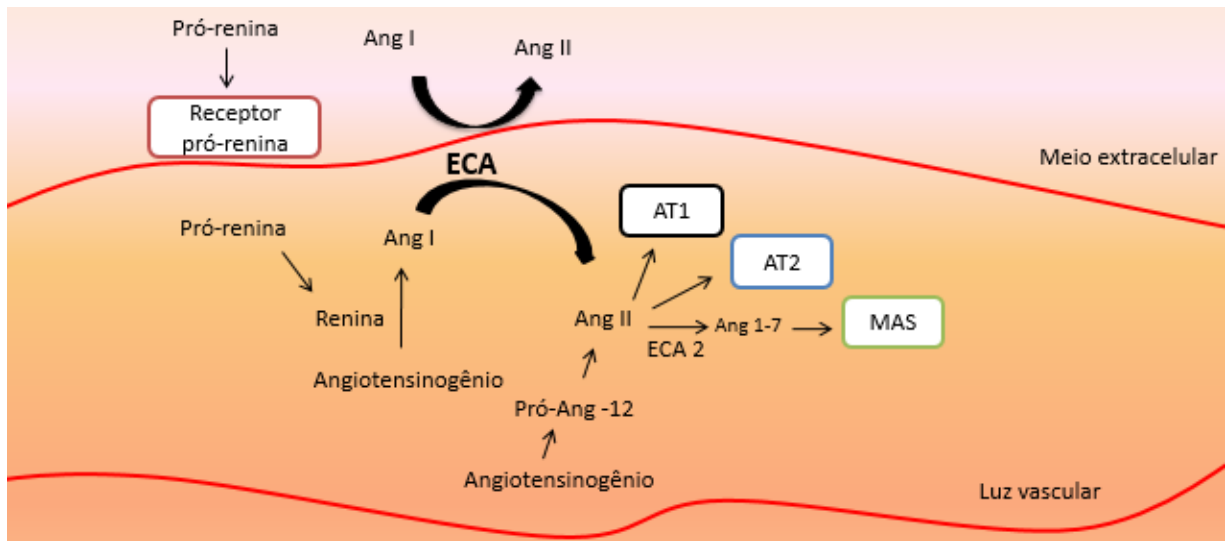 Pró-renina
Ang I
Ang II
Receptor
pró-renina
Meio extracelular
ECA
AT1
Pró-renina
Ang I
AT2
Renina
Ang II
Ang 1-7
MAS
ECA 2
Angiotensinogênio
Pró-Ang -12
Angiotensinogênio
Luz vascular